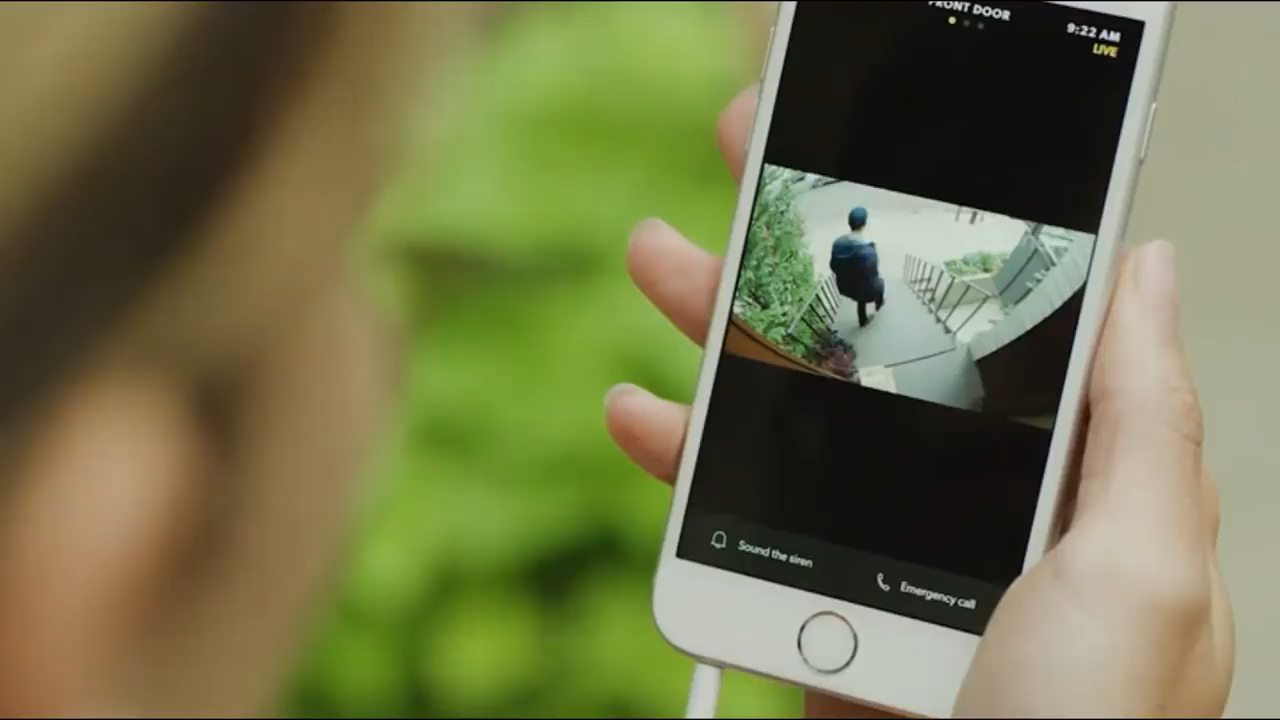 FRONT DOOR
9:22 AM
LIVE
Sound the siren
Emergency call